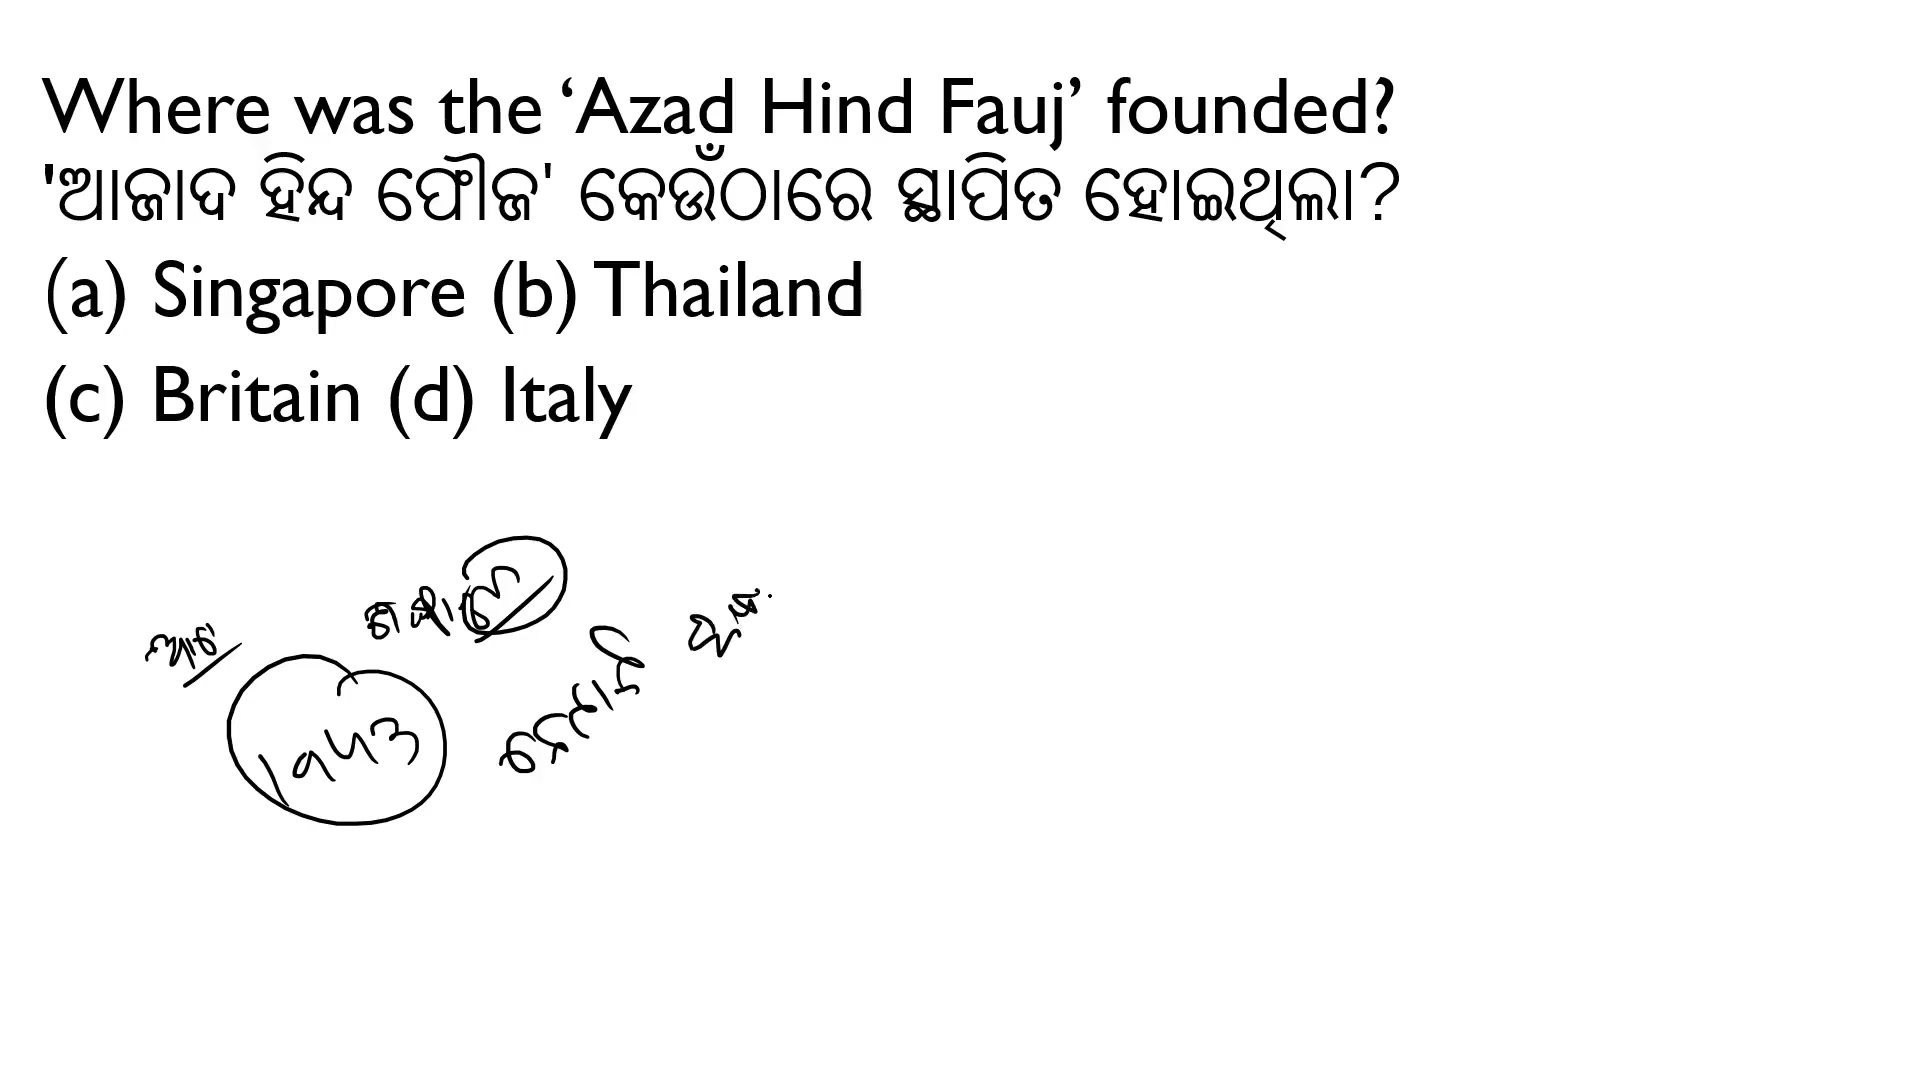 Where was the ‘Azad Hind Fauj’ founded?
'ଆଜାଦ ହିନ୍ଦ ଫୌଜ' କେଉଁଠାରେ ସ୍ଥାପିତ ହୋଇଥିଲା?
(a) Singapore (b) Thailand
(c) Britain (d) Italy
1943